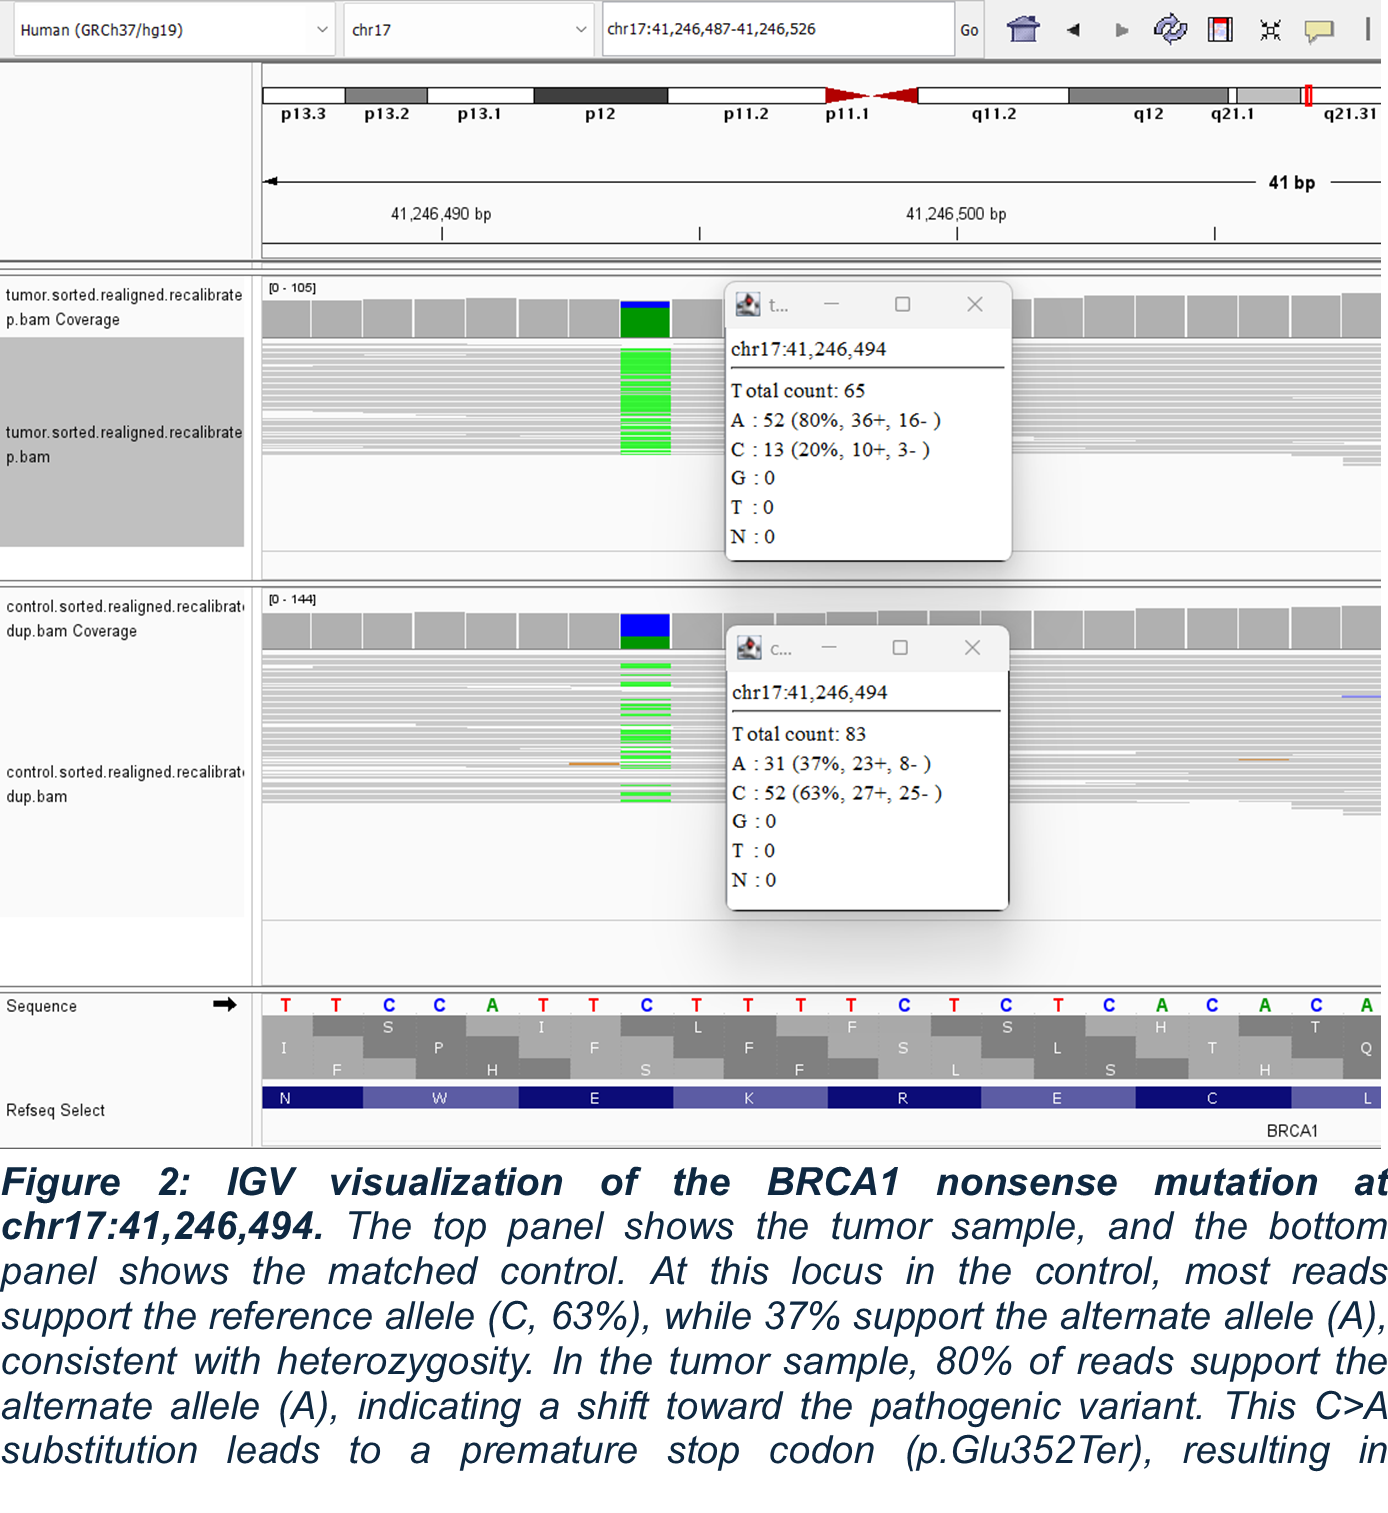 Human (GRCh37/hg19) chr17 chr17:41,246,487-41,246,526 Go
p13.3 p13.2 p13.1 p12 p11.2 p11.1 q11.2 q12 q21.1 q21.31
41 bp
41,246,490 bp 41,246,500 bp
tumor.sorted.realigned.recalibrate
p.bam Coverage
[0 - 105]
t...
chr17:41,246,494
Total count: 65
A : 52 (80%, 36+, 16- )
C : 13 (20%, 10+, 3- )
G : 0
T : 0
N : 0
tumor.sorted.realigned.recalibrate
p.bam
control.sorted.realigned.recalibrat
dup.bam Coverage
[0 - 144]
c...
chr17:41,246,494
Total count: 83
A : 31 (37%, 23+, 8- )
C : 52 (63%, 27+, 25- )
G : 0
T : 0
N : 0
control.sorted.realigned.recalibrat
dup.bam
Sequence T T C C A T T C T T T T C T C T C A C A C A
S I L F S H T
I P F F S L T Q
F H S F L S H
Refseq Select N W E K R E C L
BRCA1
Figure 2: IGV visualization of the BRCA1 nonsense mutation at
chr17:41,246,494. The top panel shows the tumor sample, and the bottom
panel shows the matched control. At this locus in the control, most reads
support the reference allele (C, 63%), while 37% support the alternate allele (A),
consistent with heterozygosity. In the tumor sample, 80% of reads support the
alternate allele (A), indicating a shift toward the pathogenic variant. This C>A
substitution leads to a premature stop codon (p.Glu352Ter), resulting in